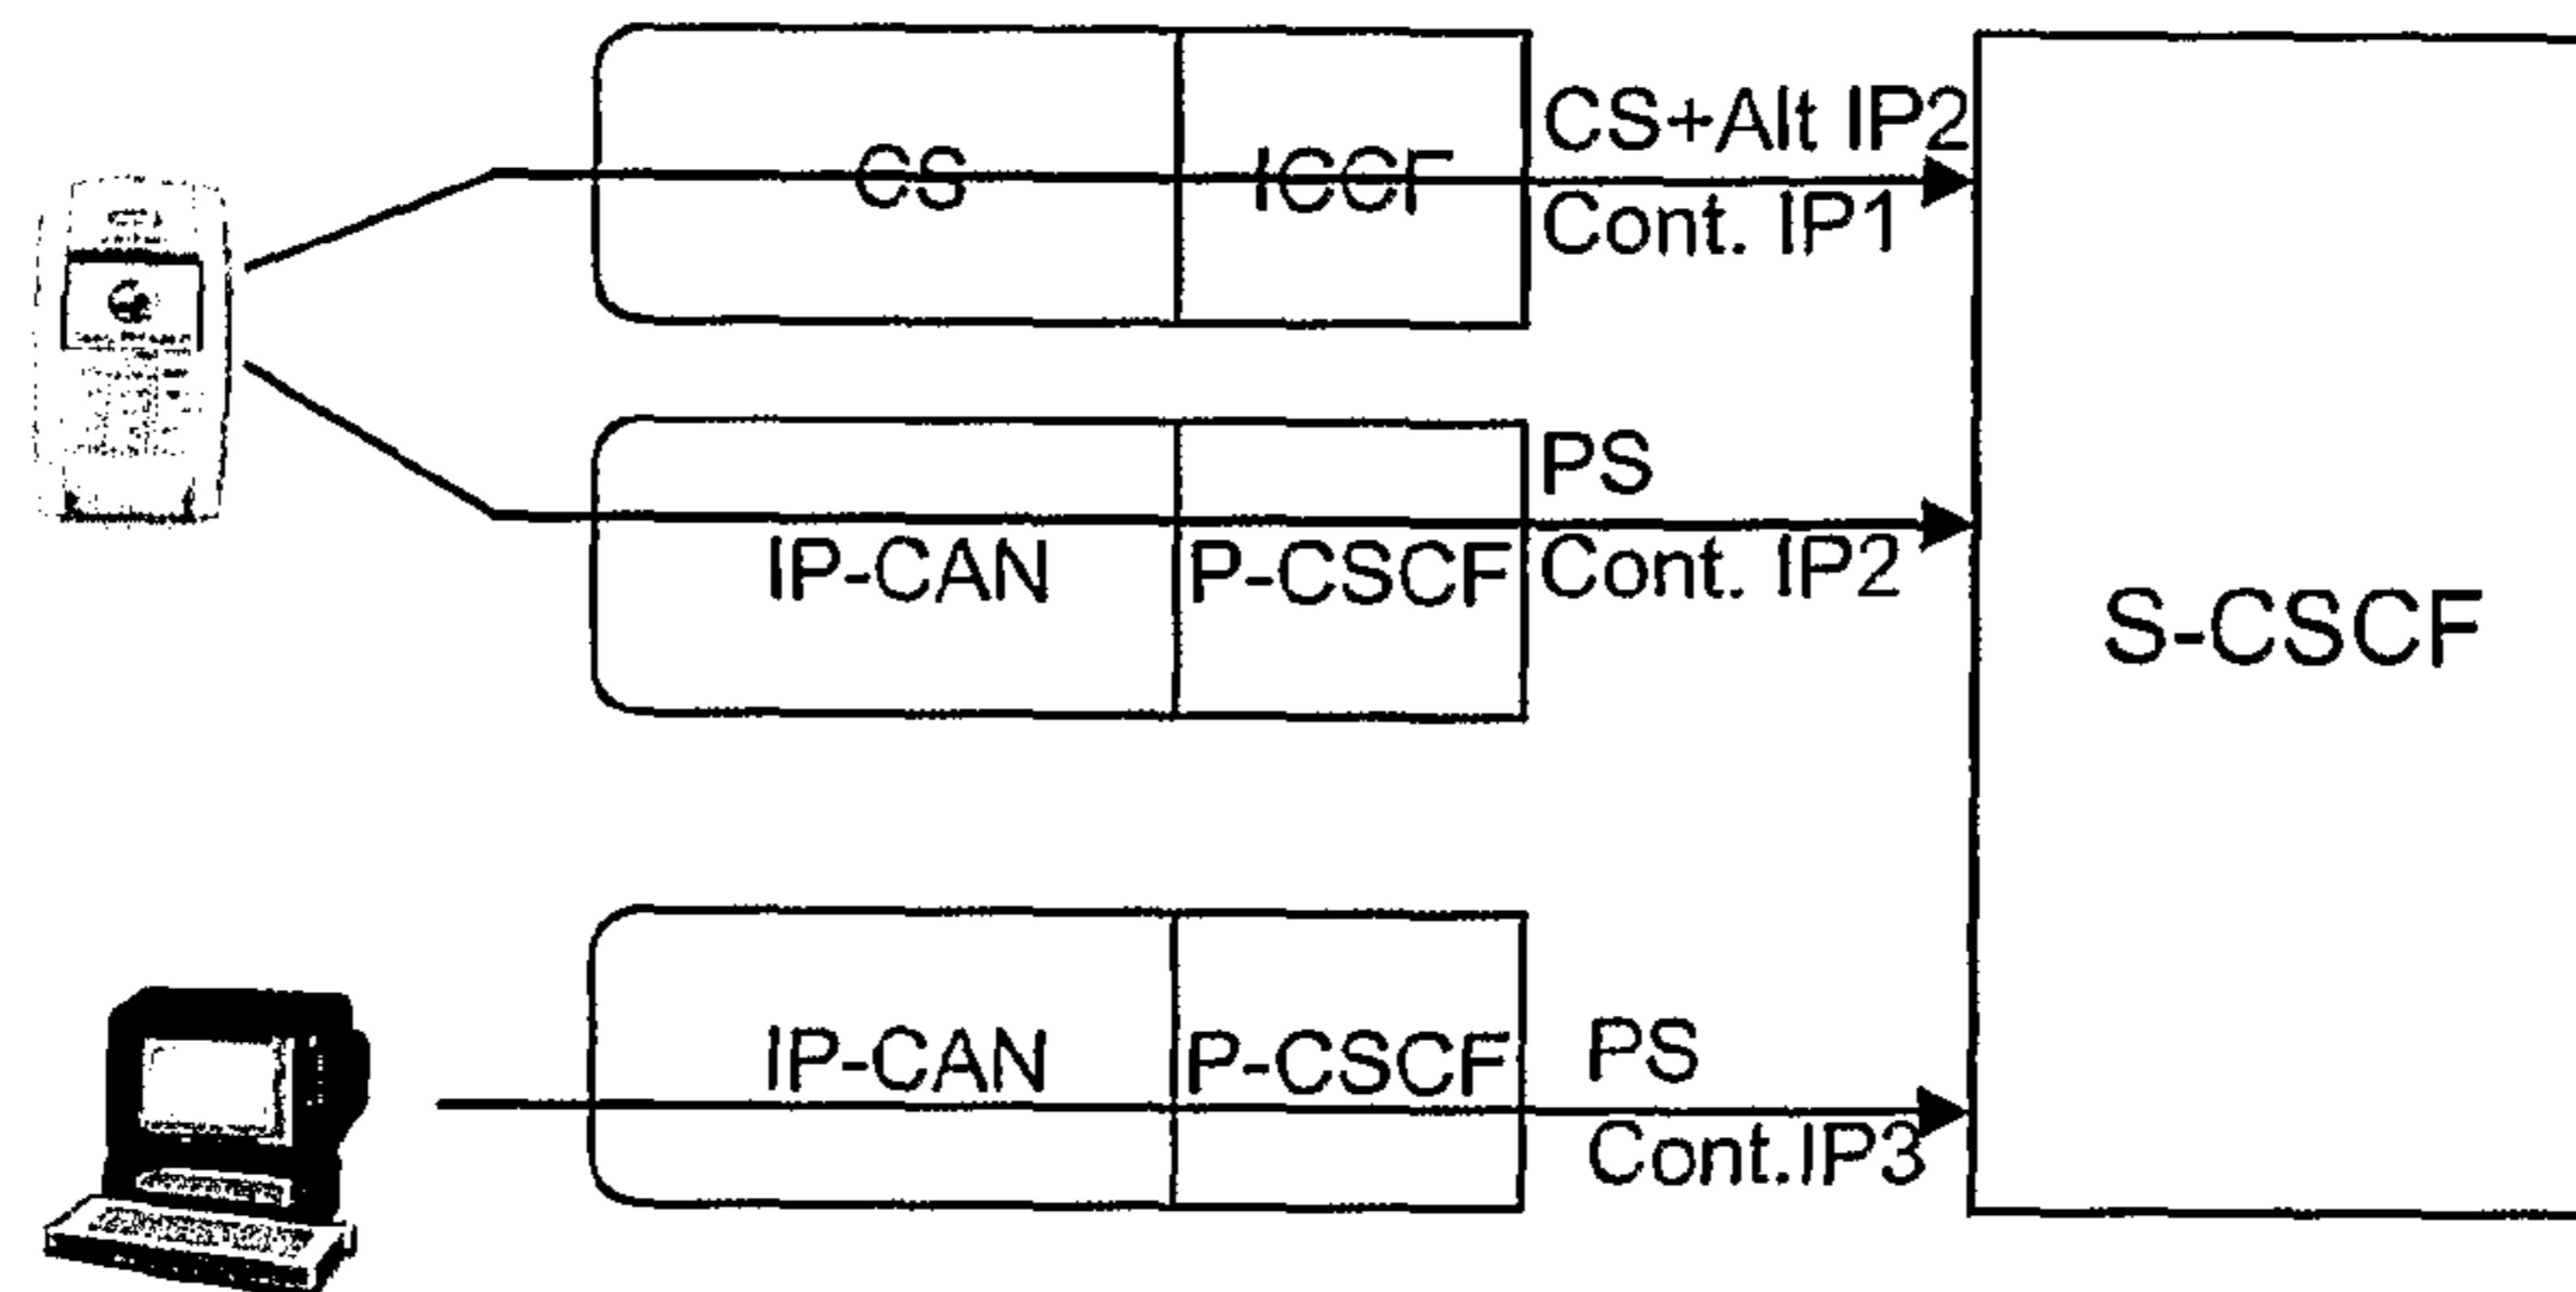 CS
ICCF
CS+Alt IP2
Cont. IP1
IP-CAN
P-CSCF
PS
Cont. IP2
S-CSCF
IP-CAN
P-CSCF
PS
Cont.IP3